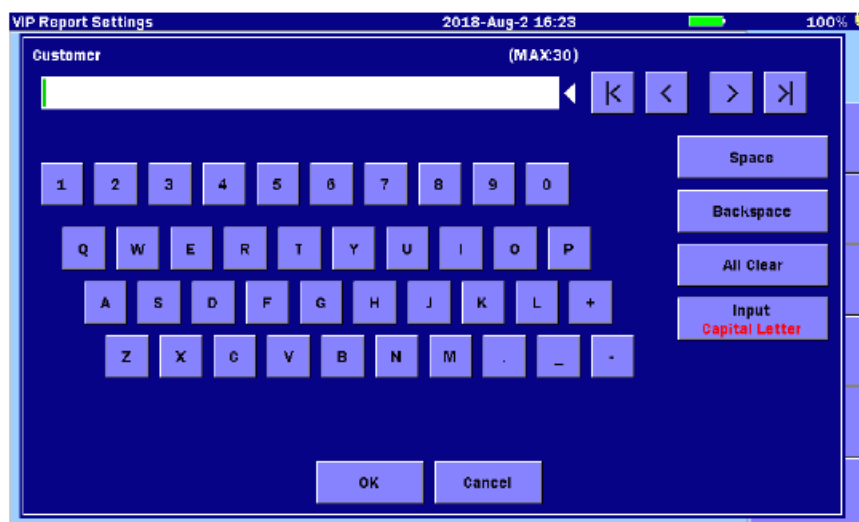 VIP Report Settings 2018-Aug-2 16:23 100%
Customer (MAX:30)
|< < > >|
Space
1 2 3 4 5 6 7 8 9 0
Backspace
Q W E R T Y U I O P
All Clear
A S D F G H J K L +
Input
Capital Letter
Z X C V B N M . _ -
OK Cancel